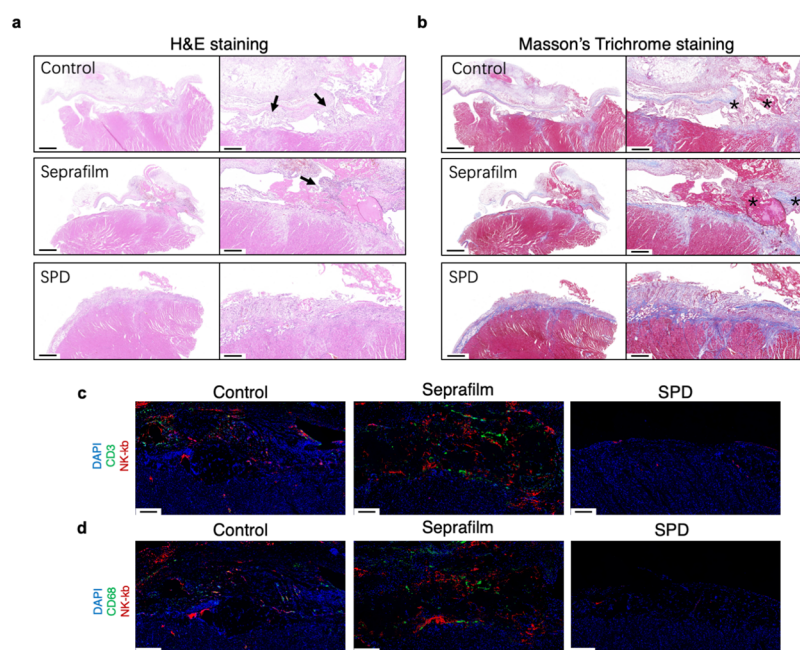 a
H&E staining
Control
Seprafilm
SPD
b
Masson's Trichrome staining
Control
* *
Seprafilm
* *
SPD
c
Control
Seprafilm
SPD
DAPI
CD3
NK-kb
d
Control
Seprafilm
SPD
DAPI
CD68
NK-kb